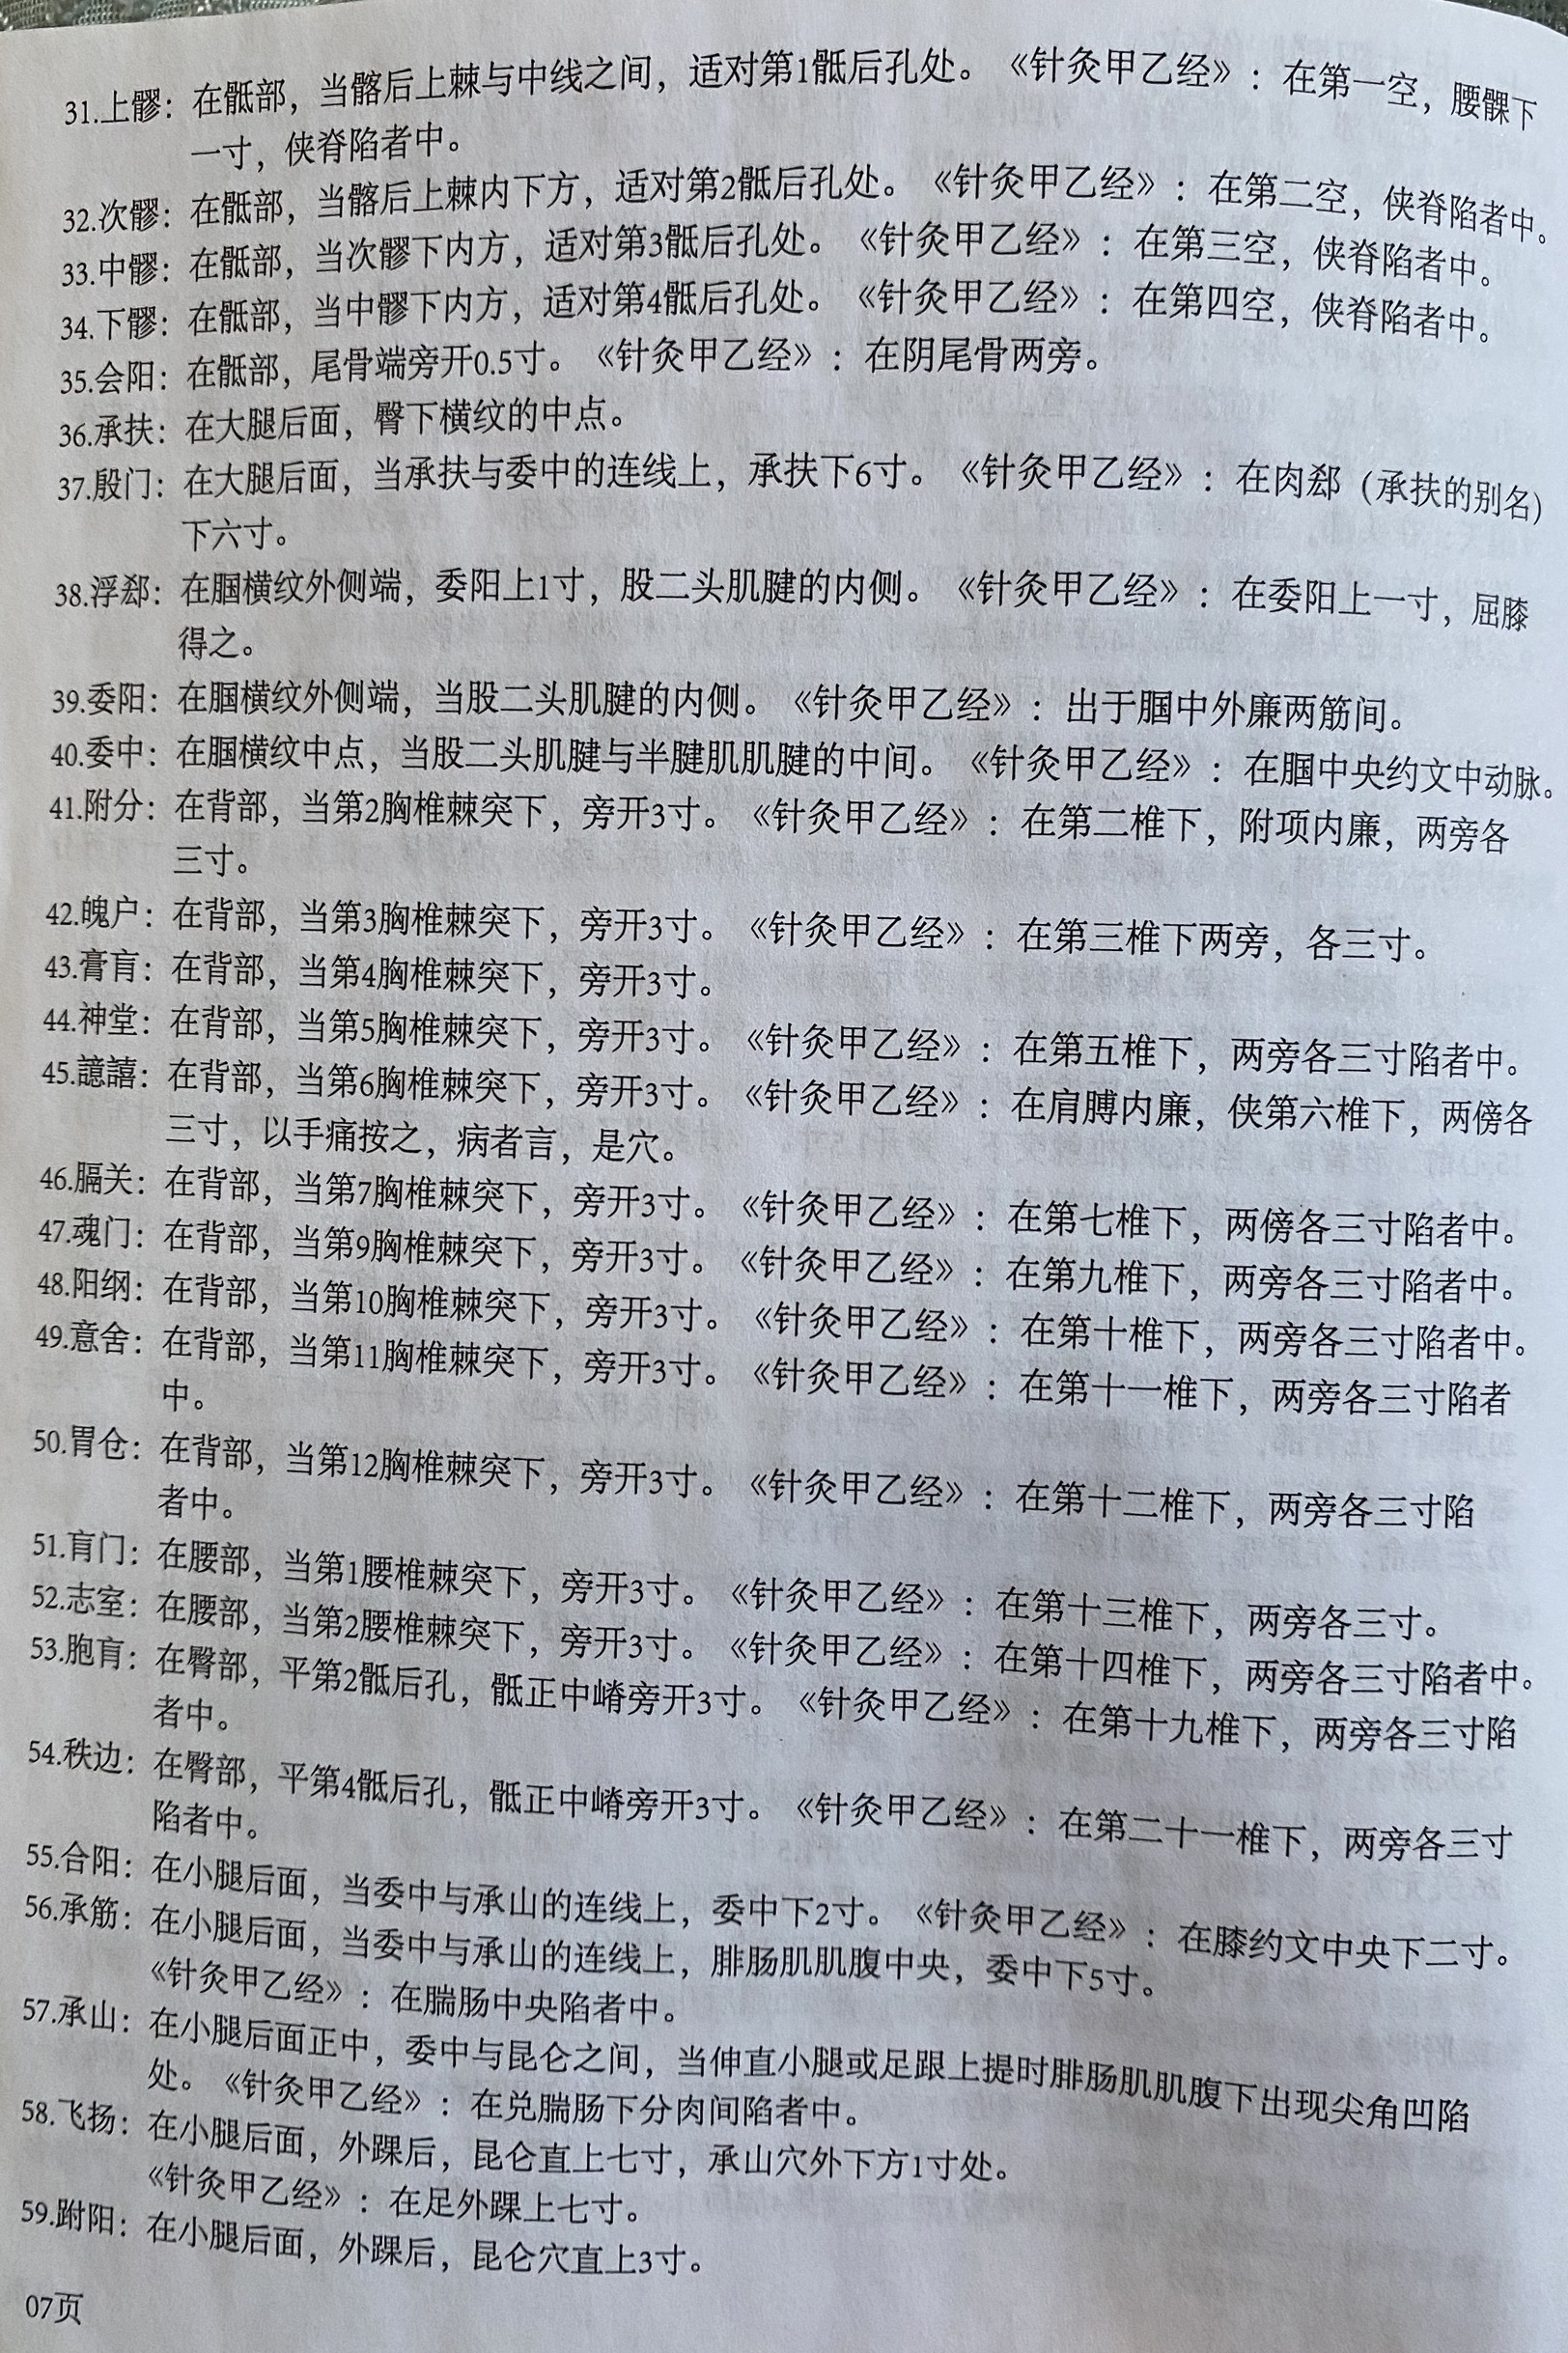 31.上髎：在骶部，当髂后上棘与中线之间，适对第1骶后孔处。《针灸甲乙经》：在第一空，腰髁下
一寸，侠脊陷者中。
32.次髎：在骶部，当髂后上棘内下方，适对第2骶后孔处。《针灸甲乙经》：在第二空，侠脊陷者中。
33.中髎：在骶部，当次髎下内方，适对第3骶后孔处。《针灸甲乙经》：在第三空，侠脊陷者中。
34.下髎：在骶部，当中髎下内方，适对第4骶后孔处。《针灸甲乙经》：在第四空，侠脊陷者中。
35.会阳：在骶部，尾骨端旁开0.5寸。《针灸甲乙经》：在阴尾骨两旁。
36.承扶：在大腿后面，臀下横纹的中点。
37.殷门：在大腿后面，当承扶与委中的连线上，承扶下6寸。《针灸甲乙经》：在肉郄（承扶的别名）
下六寸。
38.浮郄：在腘横纹外侧端，委阳上1寸，股二头肌腱的内侧。《针灸甲乙经》：在委阳上一寸，屈膝
得之。
39.委阳：在腘横纹外侧端，当股二头肌腱的内侧。《针灸甲乙经》：出于腘中外廉两筋间。
40.委中：在腘横纹中点，当股二头肌腱与半腱肌肌腱的中间。《针灸甲乙经》：在腘中央约文中动脉。
41.附分：在背部，当第2胸椎棘突下，旁开3寸。《针灸甲乙经》：在第二椎下，附项内廉，两旁各
三寸。
42.魄户：在背部，当第3胸椎棘突下，旁开3寸。《针灸甲乙经》：在第三椎下两旁，各三寸。
43.膏肓：在背部，当第4胸椎棘突下，旁开3寸。
44.神堂：在背部，当第5胸椎棘突下，旁开3寸。《针灸甲乙经》：在第五椎下，两旁各三寸陷者中。
45.譩譆：在背部，当第6胸椎棘突下，旁开3寸。《针灸甲乙经》：在肩膊内廉，侠第六椎下，两傍各
三寸，以手痛按之，病者言，是穴。
46.膈关：在背部，当第7胸椎棘突下，旁开3寸。《针灸甲乙经》：在第七椎下，两傍各三寸陷者中。
47.魂门：在背部，当第9胸椎棘突下，旁开3寸。《针灸甲乙经》：在第九椎下，两旁各三寸陷者中。
48.阳纲：在背部，当第10胸椎棘突下，旁开3寸。《针灸甲乙经》：在第十椎下，两旁各三寸陷者中。
49.意舍：在背部，当第11胸椎棘突下，旁开3寸。《针灸甲乙经》：在第十一椎下，两旁各三寸陷者
中。
50.胃仓：在背部，当第12胸椎棘突下，旁开3寸。《针灸甲乙经》：在第十二椎下，两旁各三寸陷
者中。
51.肓门：在腰部，当第1腰椎棘突下，旁开3寸。《针灸甲乙经》：在第十三椎下，两旁各三寸。
52.志室：在腰部，当第2腰椎棘突下，旁开3寸。《针灸甲乙经》：在第十四椎下，两旁各三寸陷者中。
53.胞肓：在臀部，平第2骶后孔，骶正中嵴旁开3寸。《针灸甲乙经》：在第十九椎下，两旁各三寸陷
者中。
54.秩边：在臀部，平第4骶后孔，骶正中嵴旁开3寸。《针灸甲乙经》：在第二十一椎下，两旁各三寸
陷者中。
55.合阳：在小腿后面，当委中与承山的连线上，委中下2寸。《针灸甲乙经》：在膝约文中央下二寸。
56.承筋：在小腿后面，当委中与承山的连线上，腓肠肌肌腹中央，委中下5寸。
《针灸甲乙经》：在腨肠中央陷者中。
57.承山：在小腿后面正中，委中与昆仑之间，当伸直小腿或足跟上提时腓肠肌肌腹下出现尖角凹陷
处。《针灸甲乙经》：在兑腨肠下分肉间陷者中。
58.飞扬：在小腿后面，外踝后，昆仑直上七寸，承山穴外下方1寸处。
《针灸甲乙经》：在足外踝上七寸。
59.跗阳：在小腿后面，外踝后，昆仑穴直上3寸。
07页